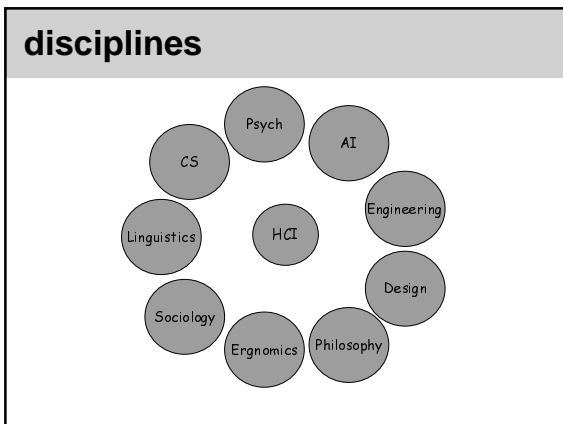 disciplines
Psych
AI
CS
Engineering
Linguistics
HCI
Design
Sociology
Ergnomics
Philosophy